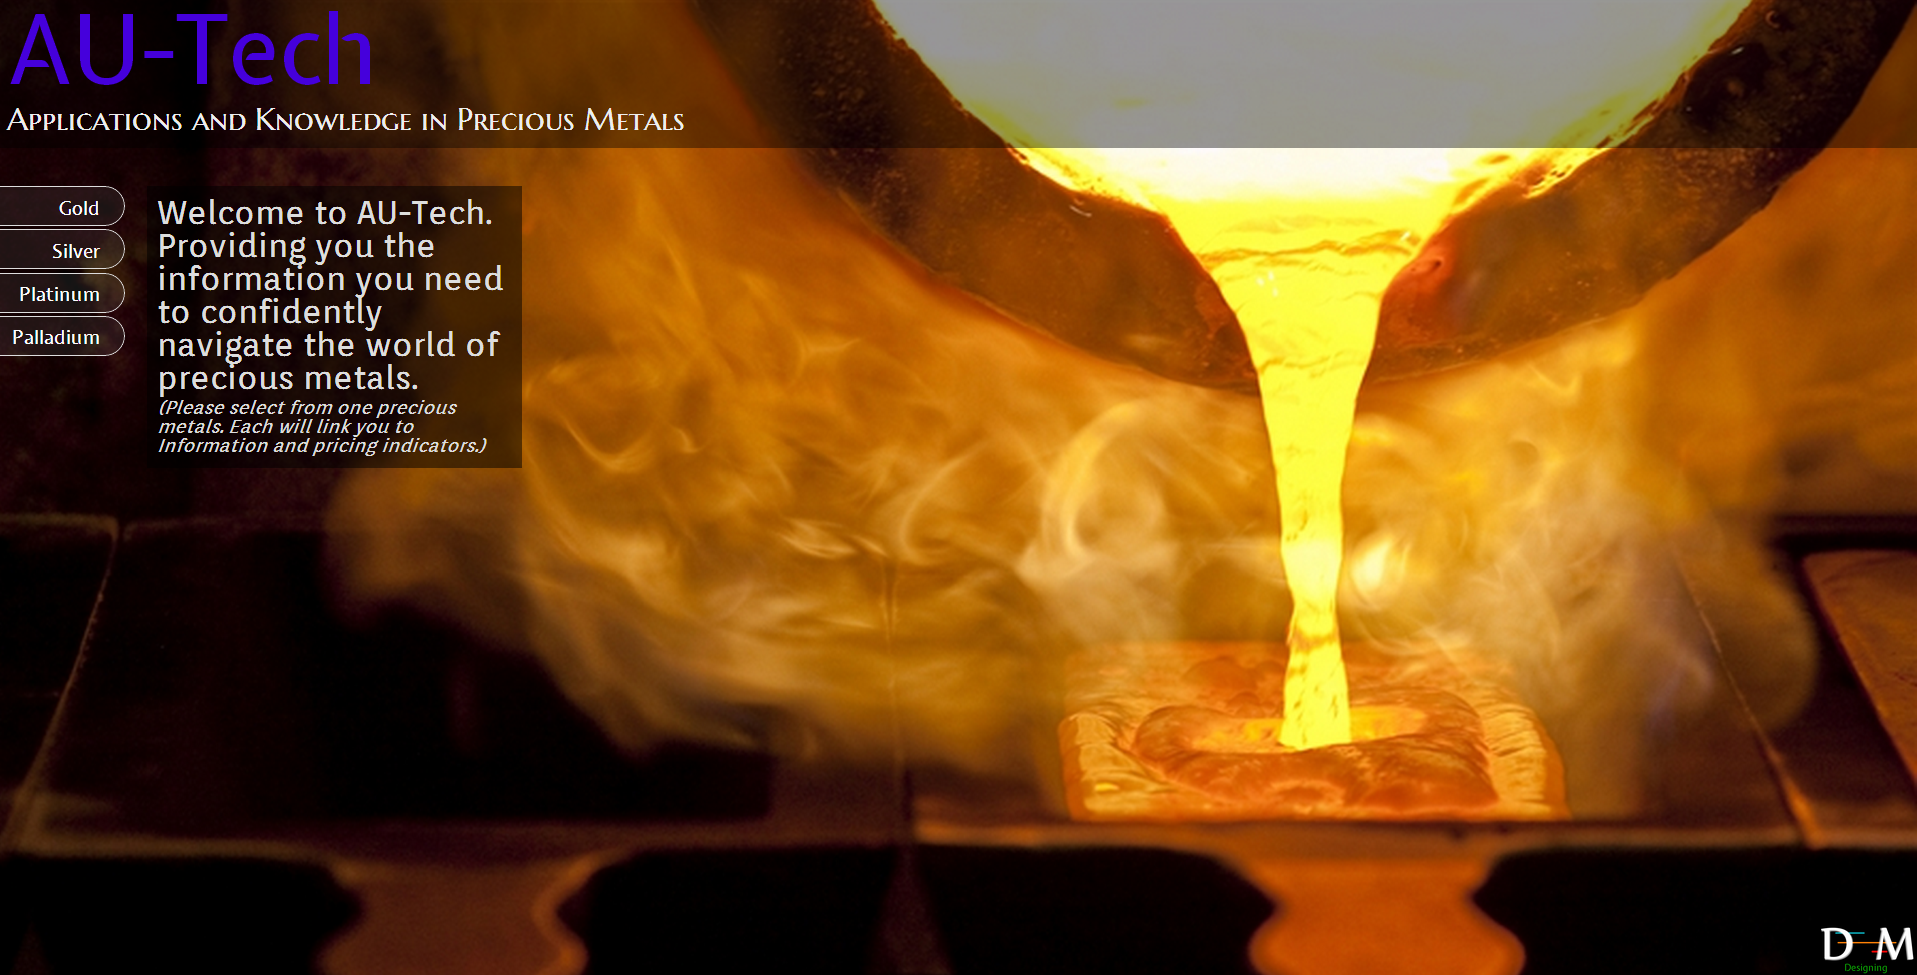 AU-Tech
Applications and Knowledge in Precious Metals
Gold
Silver
Platinum
Palladium
Welcome to AU-Tech.
Providing you the
information you need
to confidently
navigate the world of
precious metals.
(Please select from one precious
metals. Each will link you to
Information and pricing indicators.)
D M
Designing